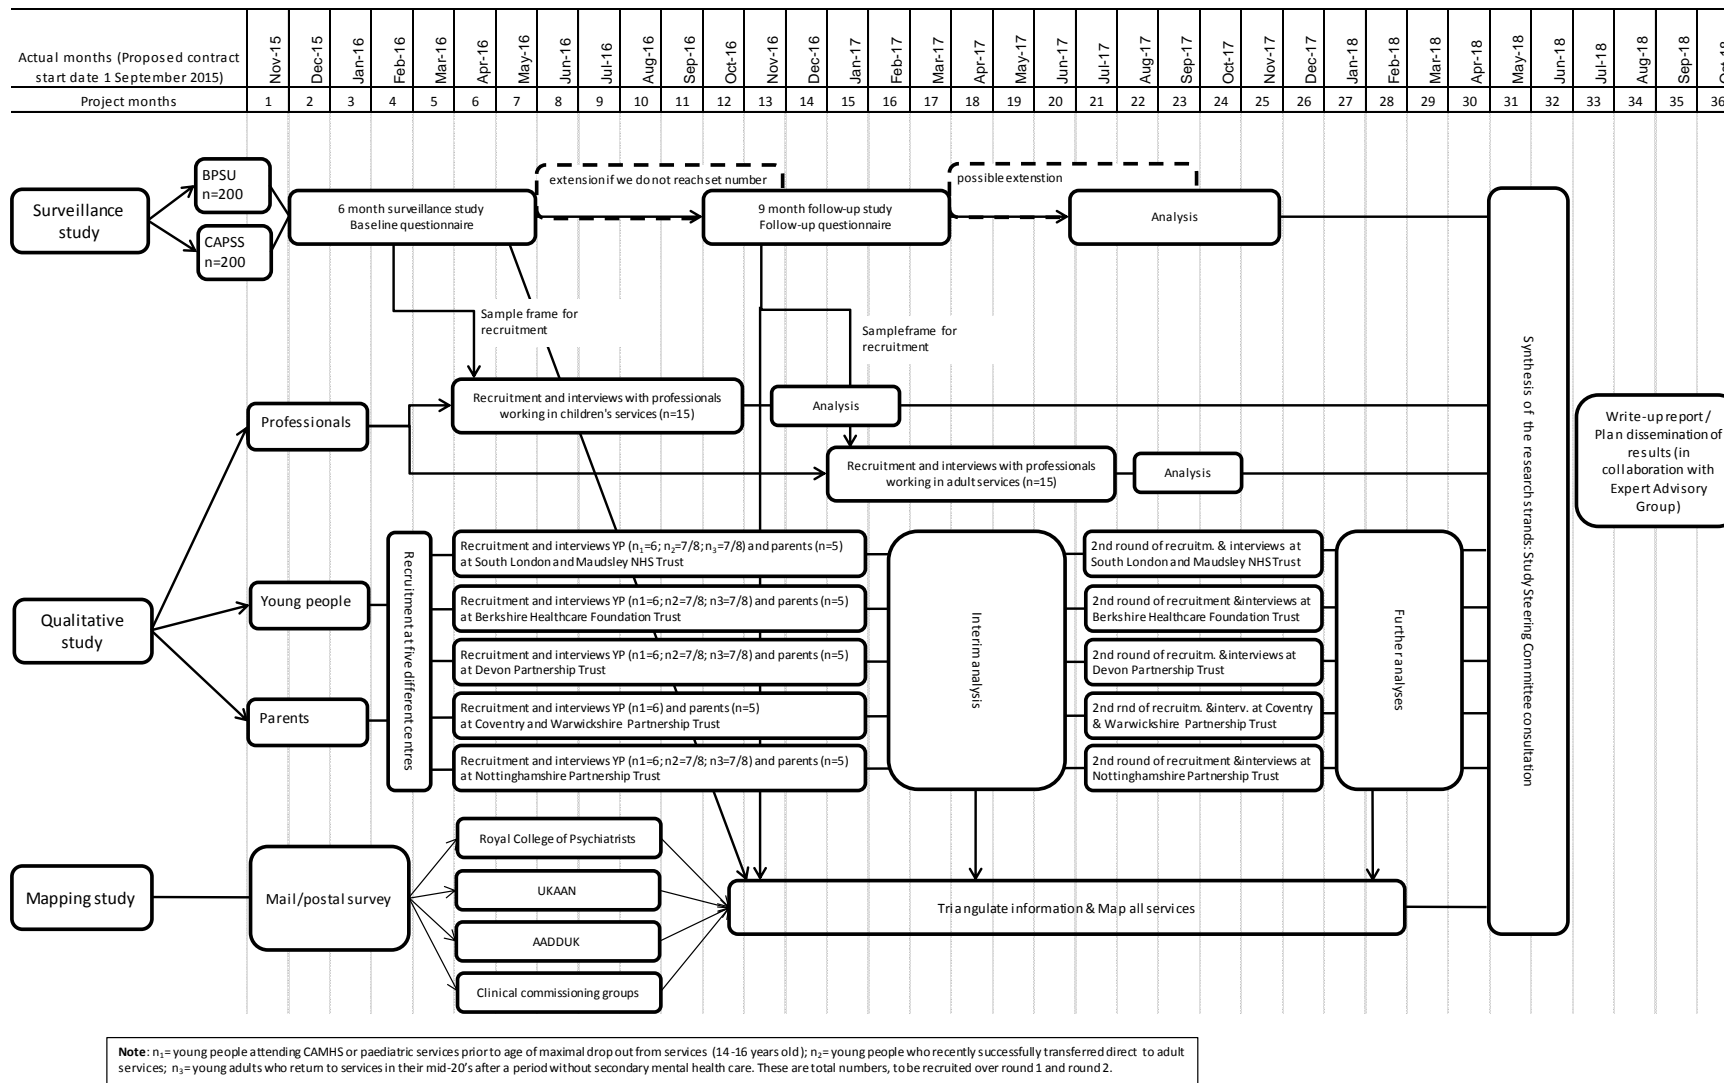 Actual months (Proposed contract
start date 1 September 2015)
Nov-15 Dec-15 Jan-16 Feb-16 Mar-16 Apr-16 May-16 Jun-16 Jul-16 Aug-16 Sep-16 Oct-16 Nov-16 Dec-16 Jan-17 Feb-17 Mar-17 Apr-17 May-17 Jun-17 Jul-17 Aug-17 Sep-17 Oct-17 Nov-17 Dec-17 Jan-18 Feb-18 Mar-18 Apr-18 May-18 Jun-18 Jul-18 Aug-18 Sep-18 Oct-18
Project months 1 2 3 4 5 6 7 8 9 10 11 12 13 14 15 16 17 18 19 20 21 22 23 24 25 26 27 28 29 30 31 32 33 34 35 36
Surveillance
study
BPSU
n=200
CAPSS
n=200
6 month surveillance study
Baseline questionnaire
extension if we do not reach set number
9 month follow-up study
Follow-up questionnaire
possible extenstion
Analysis
Sample frame for
recruitment
Sample frame for
recruitment
Qualitative
study
Professionals
Recruitment and interviews with professionals
working in children's services (n=15)
Analysis
Recruitment and interviews with professionals
working in adult services (n=15)
Analysis
Young people
Parents
Recruitment at five different centres
Recruitment and interviews YP (n₁=6; n₂=7/8; n₃=7/8) and parents (n=5)
at South London and Maudsley NHS Trust
Recruitment and interviews YP (n1=6; n2=7/8; n3=7/8) and parents (n=5)
at Berkshire Healthcare Foundation Trust
Recruitment and interviews YP (n1=6; n2=7/8; n3=7/8) and parents (n=5)
at Devon Partnership Trust
Recruitment and interviews YP (n1=6) and parents (n=5)
at Coventry and Warwickshire Partnership Trust
Recruitment and interviews YP (n1=6; n2=7/8; n3=7/8) and parents (n=5)
at Nottinghamshire Partnership Trust
Interim analysis
2nd round of recruitm. & interviews at
South London and Maudsley NHS Trust
2nd round of recruitment &interviews at
Berkshire Healthcare Foundation Trust
2nd round of recruitm. &interviews at
Devon Partnership Trust
2nd rnd of recruitm. &interv. at Coventry
& Warwickshire Partnership Trust
2nd round of recruitment &interviews at
Nottinghamshire Partnership Trust
Further analyses
Synthesis of the research strands: Study Steering Committee consultation
Write-up report /
Plan dissemination of
results (in
collaboration with
Expert Advisory
Group)
Mapping study
Mail/postal survey
Royal College of Psychiatrists
UKAAN
AADDUK
Clinical commissioning groups
Triangulate information & Map all services
Note: n₁= young people attending CAMHS or paediatric services prior to age of maximal drop out from services (14-16 years old); n₂= young people who recently successfully transferred direct to adult
services; n₃= young adults who return to services in their mid-20's after a period without secondary mental health care. These are total numbers, to be recruited over round 1 and round 2.